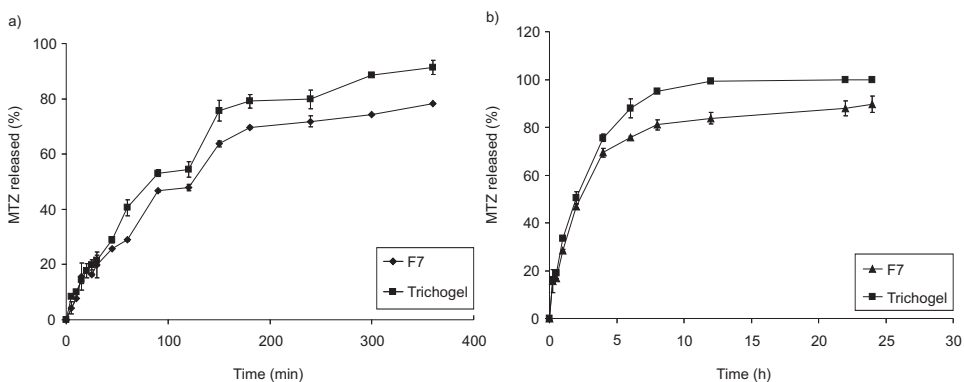 a)
MTZ released (%)
100
80
60
40
20
0
0 100 200 300 400
Time (min)
F7
Trichogel
b)
MTZ released (%)
120
100
80
60
40
20
0
0 5 10 15 20 25 30
Time (h)
F7
Trichogel